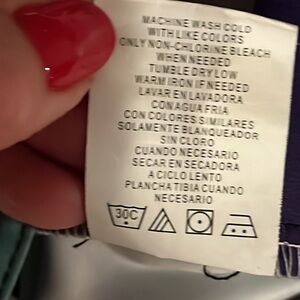 MACHINE WASH COLD
WITH LIKE COLORS
ONLY NON-CHLORINE BLEACH
WHEN NEEDED
TUMBLE DRY LOW
WARM IRON IF NEEDED
LAVAR EN LAVADORA
CON AGUA FRIA
CON COLORES SIMILARES
SOLAMENTE BLANQUEADOR
SIN CLORO
CUANDO NECESARIO
SECAR EN SECADORA
A CICLO LENTO
PLANCHA TIBIA CUANDO
NECESARIO
30C